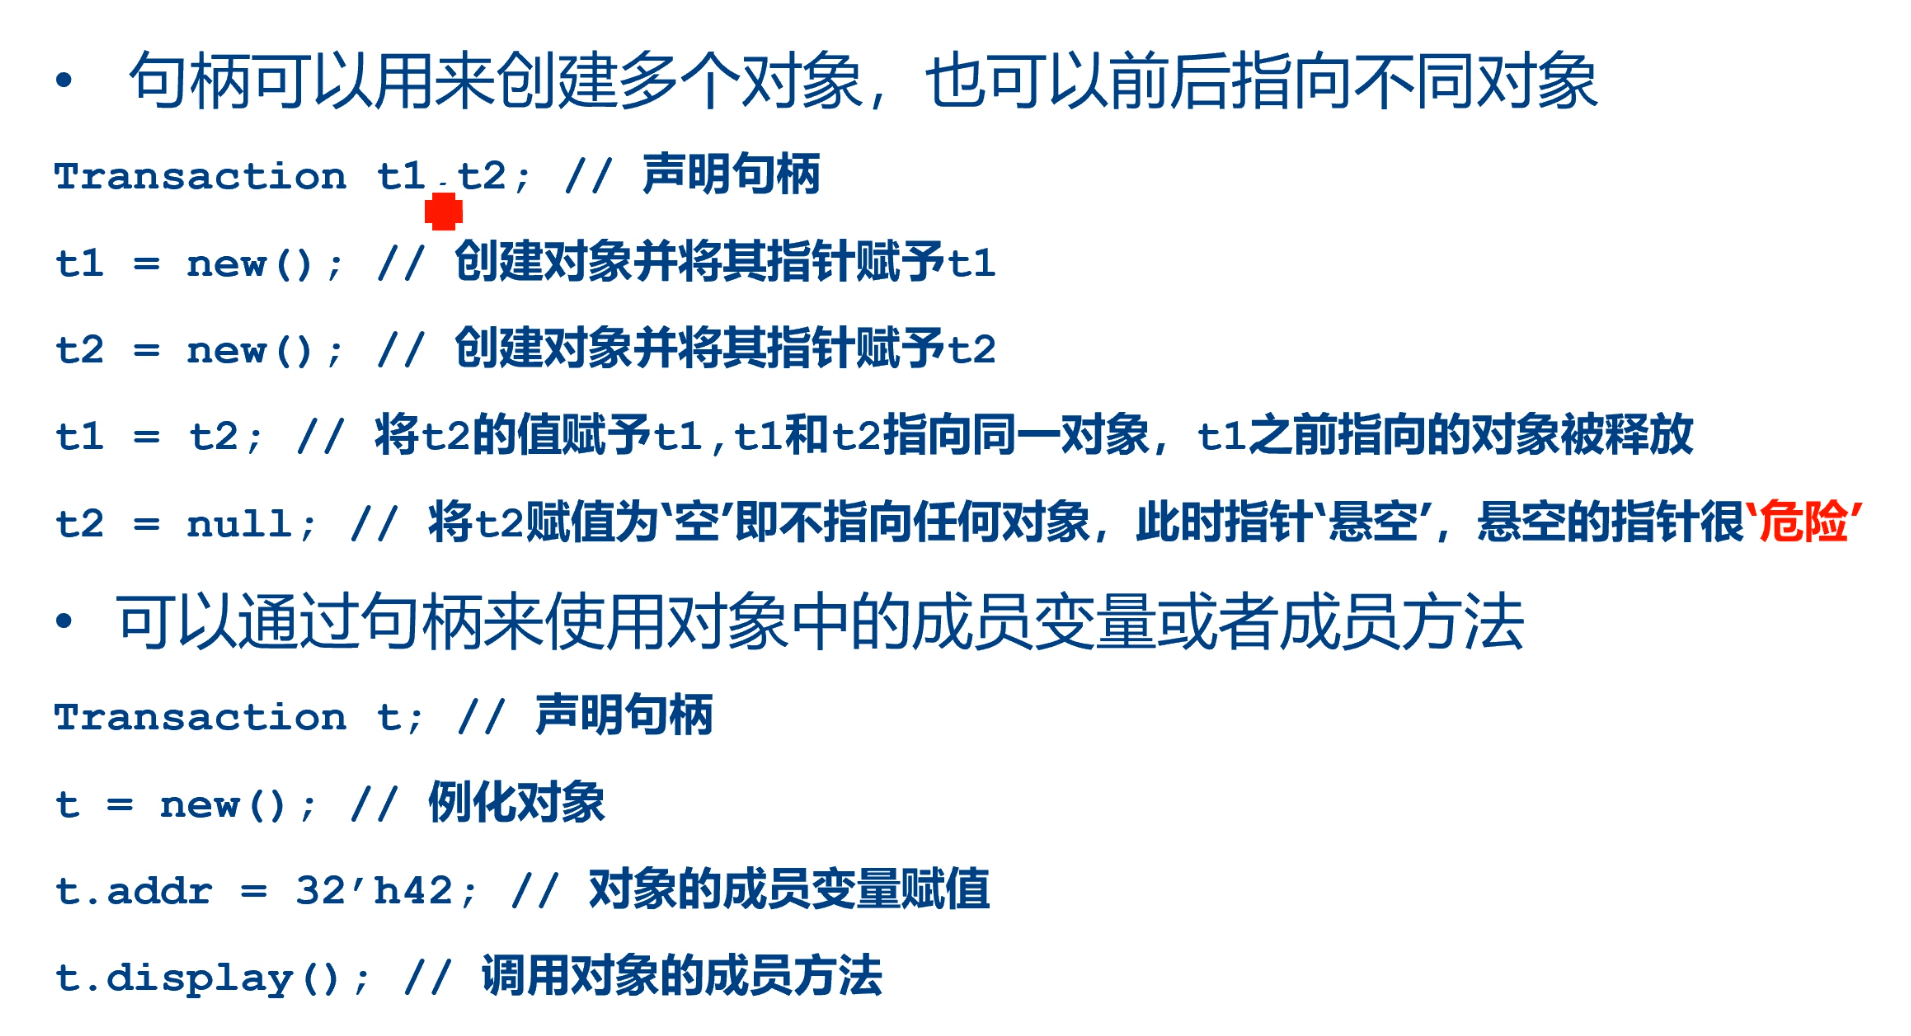 • 句柄可以用来创建多个对象，也可以前后指向不同对象
Transaction t1,t2; // 声明句柄
t1 = new(); // 创建对象并将其指针赋予t1
t2 = new(); // 创建对象并将其指针赋予t2
t1 = t2; // 将t2的值赋予t1,t1和t2指向同一对象，t1之前指向的对象被释放
t2 = null; // 将t2赋值为‘空’即不指向任何对象，此时指针‘悬空’，悬空的指针很‘危险’
• 可以通过句柄来使用对象中的成员变量或者成员方法
Transaction t; // 声明句柄
t = new(); // 例化对象
t.addr = 32’h42; // 对象的成员变量赋值
t.display(); // 调用对象的成员方法